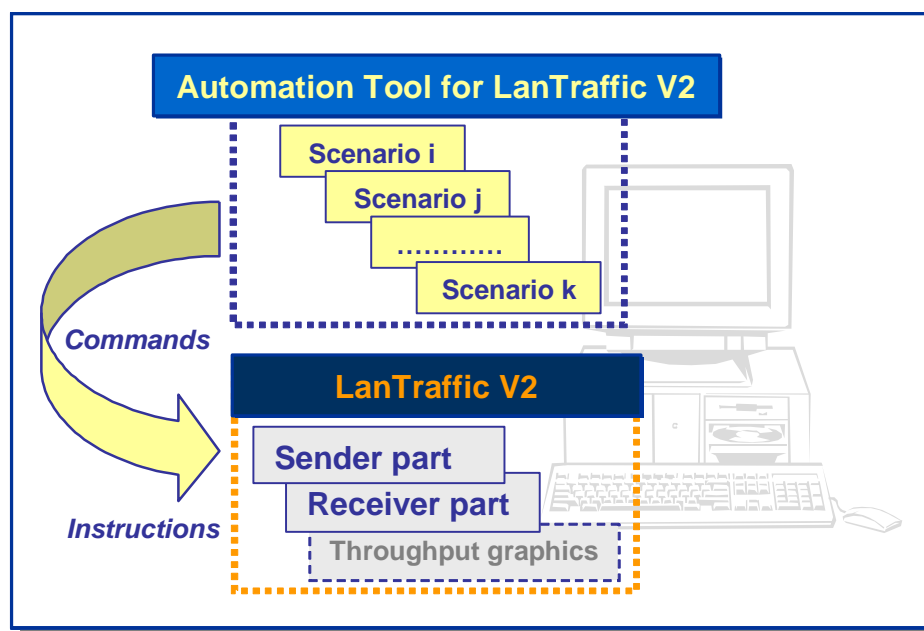 Automation Tool for LanTraffic V2
Scenario i
Scenario j
…………
Scenario k
Commands
LanTraffic V2
Sender part
Receiver part
Instructions
Throughput graphics